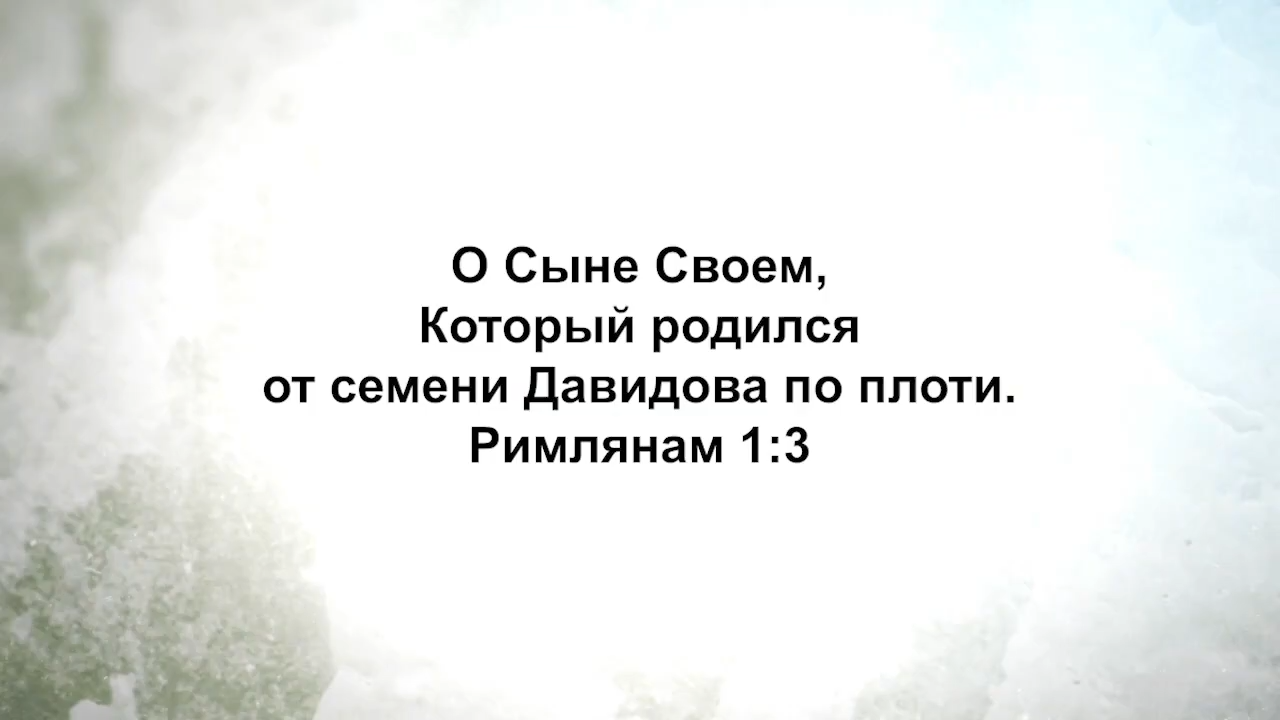 О Сыне Своем,
Который родился
от семени Давидова по плоти.
Римлянам 1:3